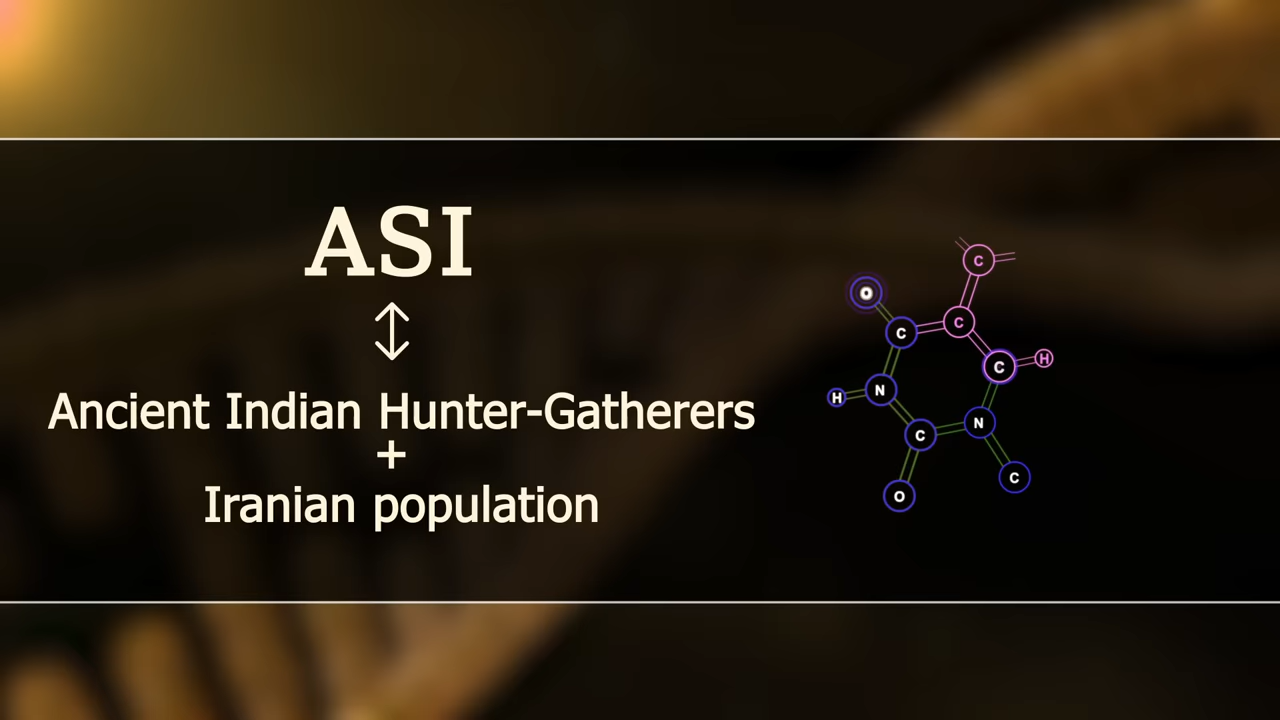 ASI
Ancient Indian Hunter-Gatherers
+
Iranian population
C
O
C
C
C
H
N
H
C
N
C
O